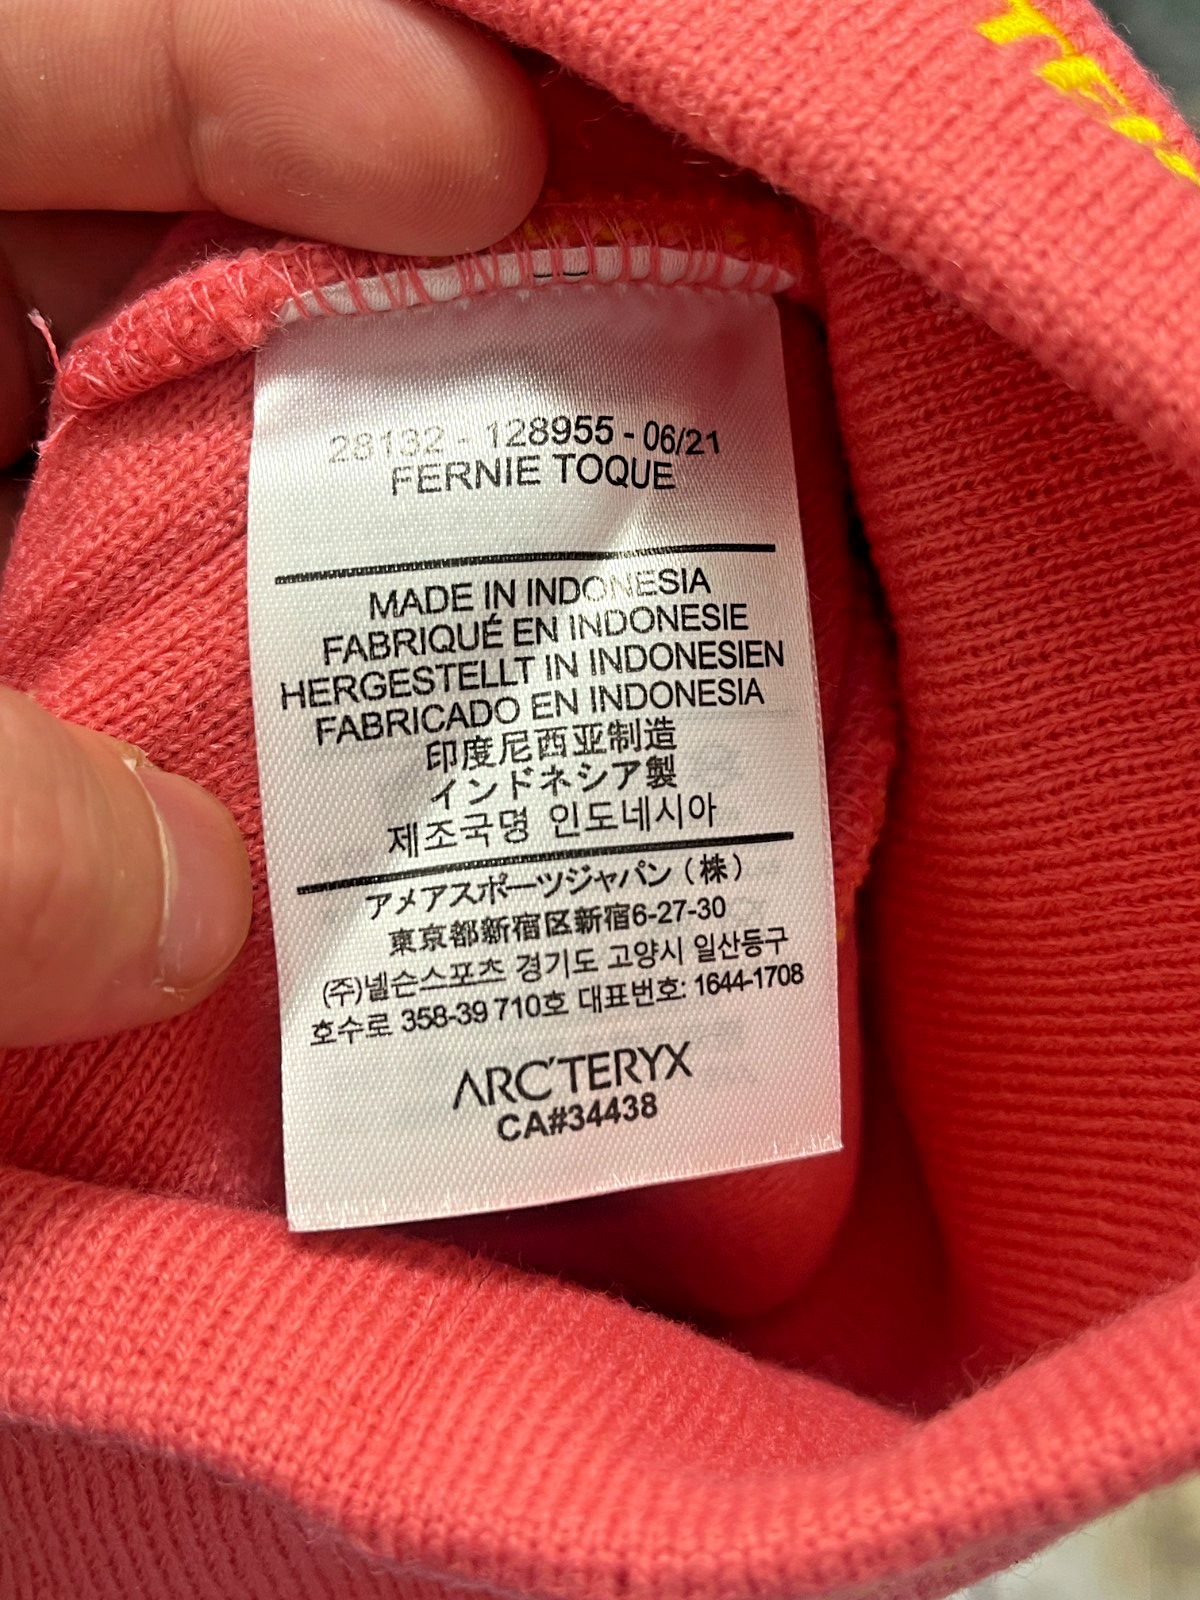 28132 - 128955 - 06/21
FERNIE TOQUE
MADE IN INDONESIA
FABRIQUÉ EN INDONESIE
HERGESTELLT IN INDONESIEN
FABRICADO EN INDONESIA
印度尼西亚制造
インドネシア製
제조국명 인도네시아
アメアスポーツジャパン（株）
東京都新宿区新宿6-27-30
(주)넬슨스포츠 경기도 고양시 일산동구
호수로 358-39 710호 대표번호: 1644-1708
ARC'TERYX
CA#34438